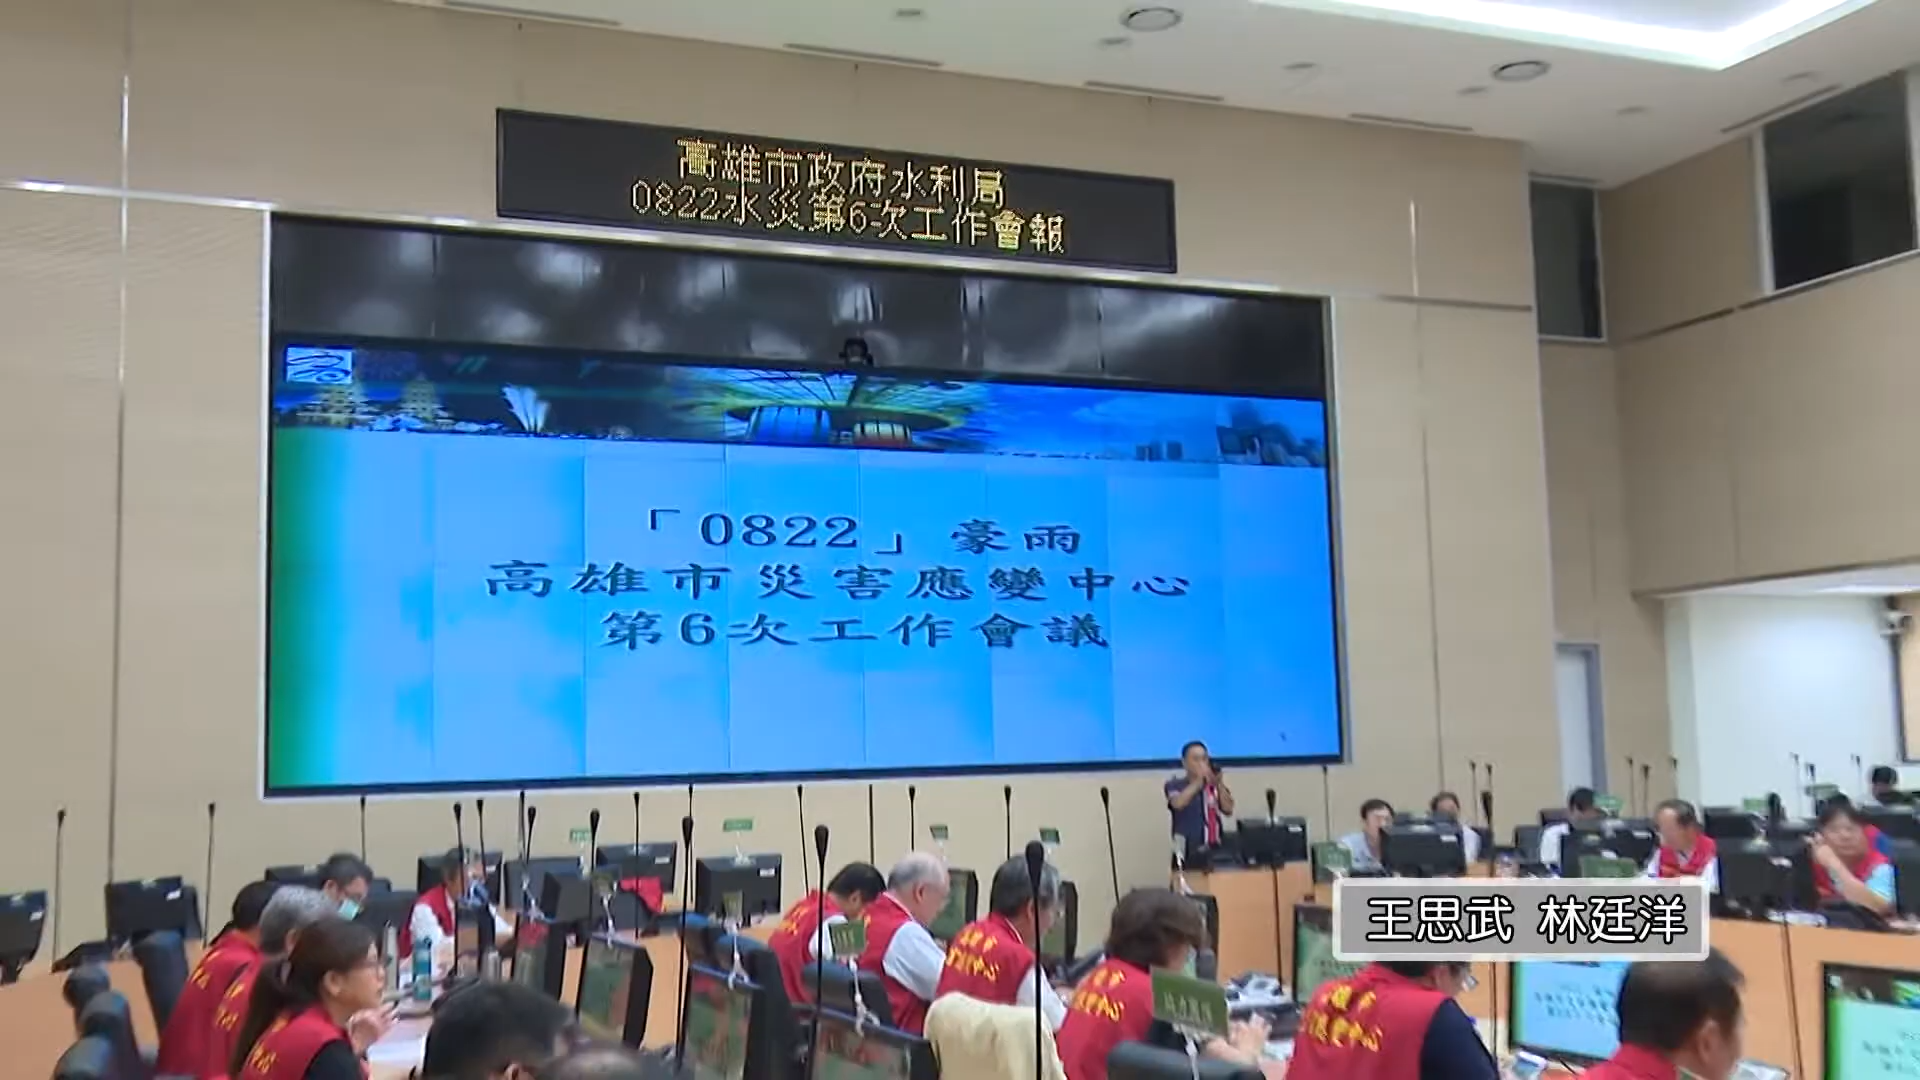 高雄市政府水利局
0822水災第6次工作會報
「0822」豪雨
高雄市災害應變中心
第6次工作會議
王思武 林廷洋